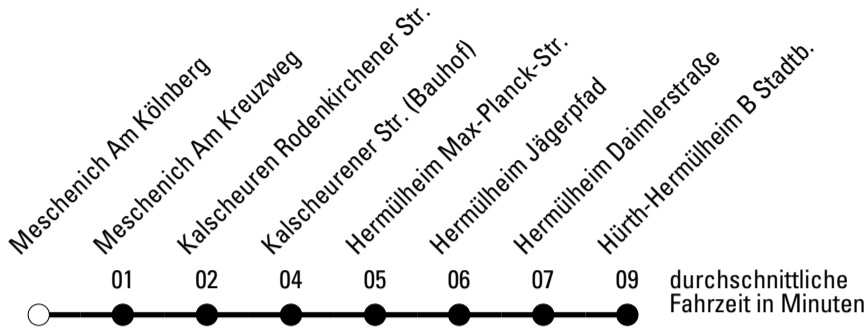 Meschenich Am Kölnberg
Meschenich Am Kreuzweg
Kalscheuren Rodenkirchener Str.
Kalscheurener Str. (Bauhof)
Hermülheim Max-Planck-Str.
Hermülheim Jägerpfad
Hermülheim Daimlerstraße
Hürth-Hermülheim B Stadtb.
01 02 04 05 06 07 09
durchschnittliche
Fahrzeit in Minuten